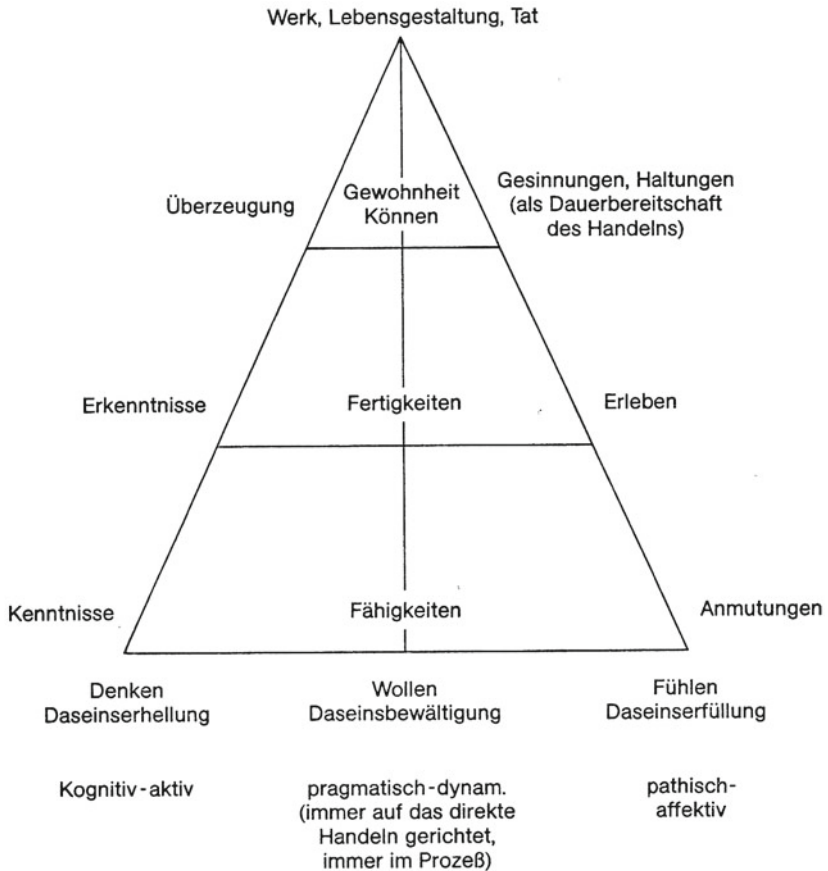 Werk, Lebensgestaltung, Tat
Überzeugung
Gewohnheit
Können
Gesinnungen, Haltungen
(als Dauerbereitschaft
des Handelns)
Erkenntnisse
Fertigkeiten
Erleben
Kenntnisse
Fähigkeiten
Anmutungen
Denken
Daseinserhellung
Wollen
Daseinsbewältigung
Fühlen
Daseinserfüllung
Kognitiv-aktiv
pragmatisch-dynam.
(immer auf das direkte
Handeln gerichtet,
immer im Prozeß)
pathisch-
affektiv